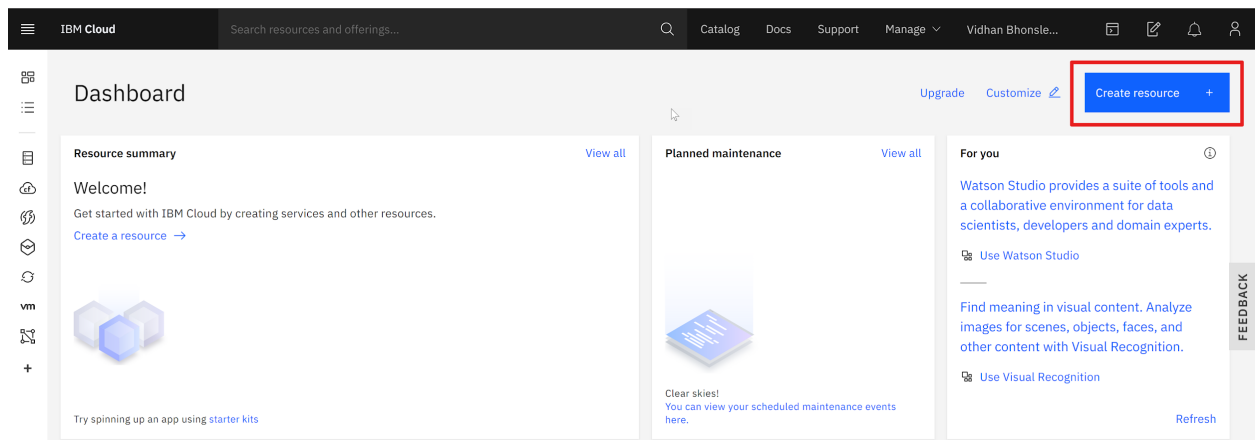 IBM Cloud
Search resources and offerings...
Catalog
Docs
Support
Manage
Vidhan Bhonsle...
Dashboard
Upgrade
Customize
Create resource +
Resource summary
View all
Welcome!
Get started with IBM Cloud by creating services and other resources.
Create a resource →
Try spinning up an app using starter kits
Planned maintenance
View all
Clear skies!
You can view your scheduled maintenance events
here.
For you
Watson Studio provides a suite of tools and
a collaborative environment for data
scientists, developers and domain experts.
Use Watson Studio
Find meaning in visual content. Analyze
images for scenes, objects, faces, and
other content with Visual Recognition.
Use Visual Recognition
Refresh
FEEDBACK
cf
vm
+